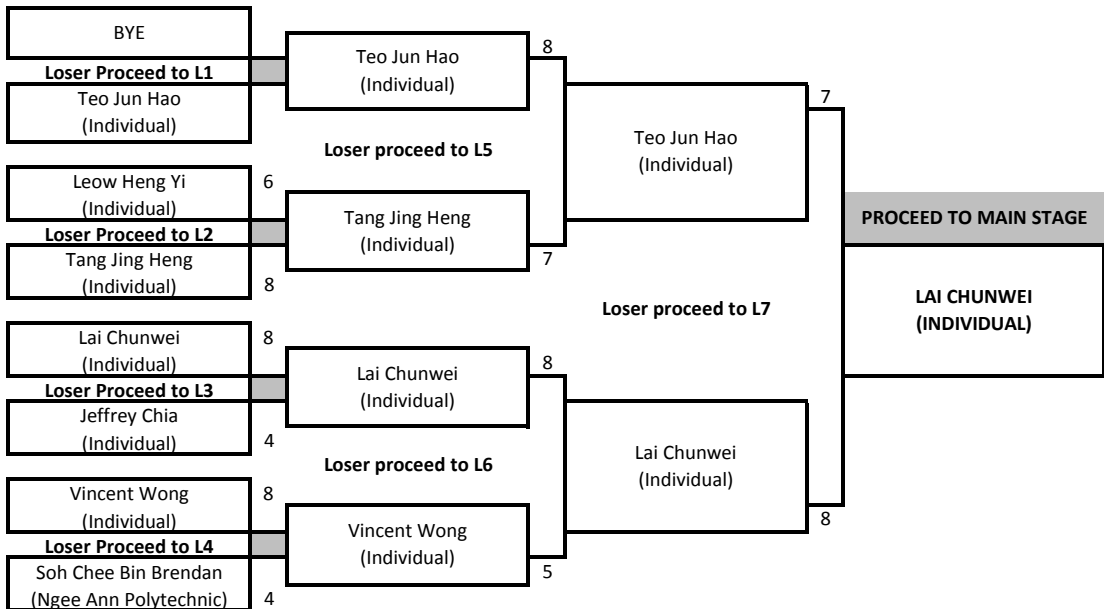 BYE
Loser Proceed to L1
Teo Jun Hao
(Individual)
Leow Heng Yi
(Individual)
6
Loser Proceed to L2
Tang Jing Heng
(Individual)
8
Lai Chunwei
(Individual)
8
Loser Proceed to L3
Jeffrey Chia
(Individual)
4
Vincent Wong
(Individual)
8
Loser Proceed to L4
Soh Chee Bin Brendan
(Ngee Ann Polytechnic)
4
Teo Jun Hao
(Individual)
8
Loser proceed to L5
Tang Jing Heng
(Individual)
7
Lai Chunwei
(Individual)
8
Loser proceed to L6
Vincent Wong
(Individual)
5
Teo Jun Hao
(Individual)
7
Loser proceed to L7
Lai Chunwei
(Individual)
8
PROCEED TO MAIN STAGE
LAI CHUNWEI
(INDIVIDUAL)